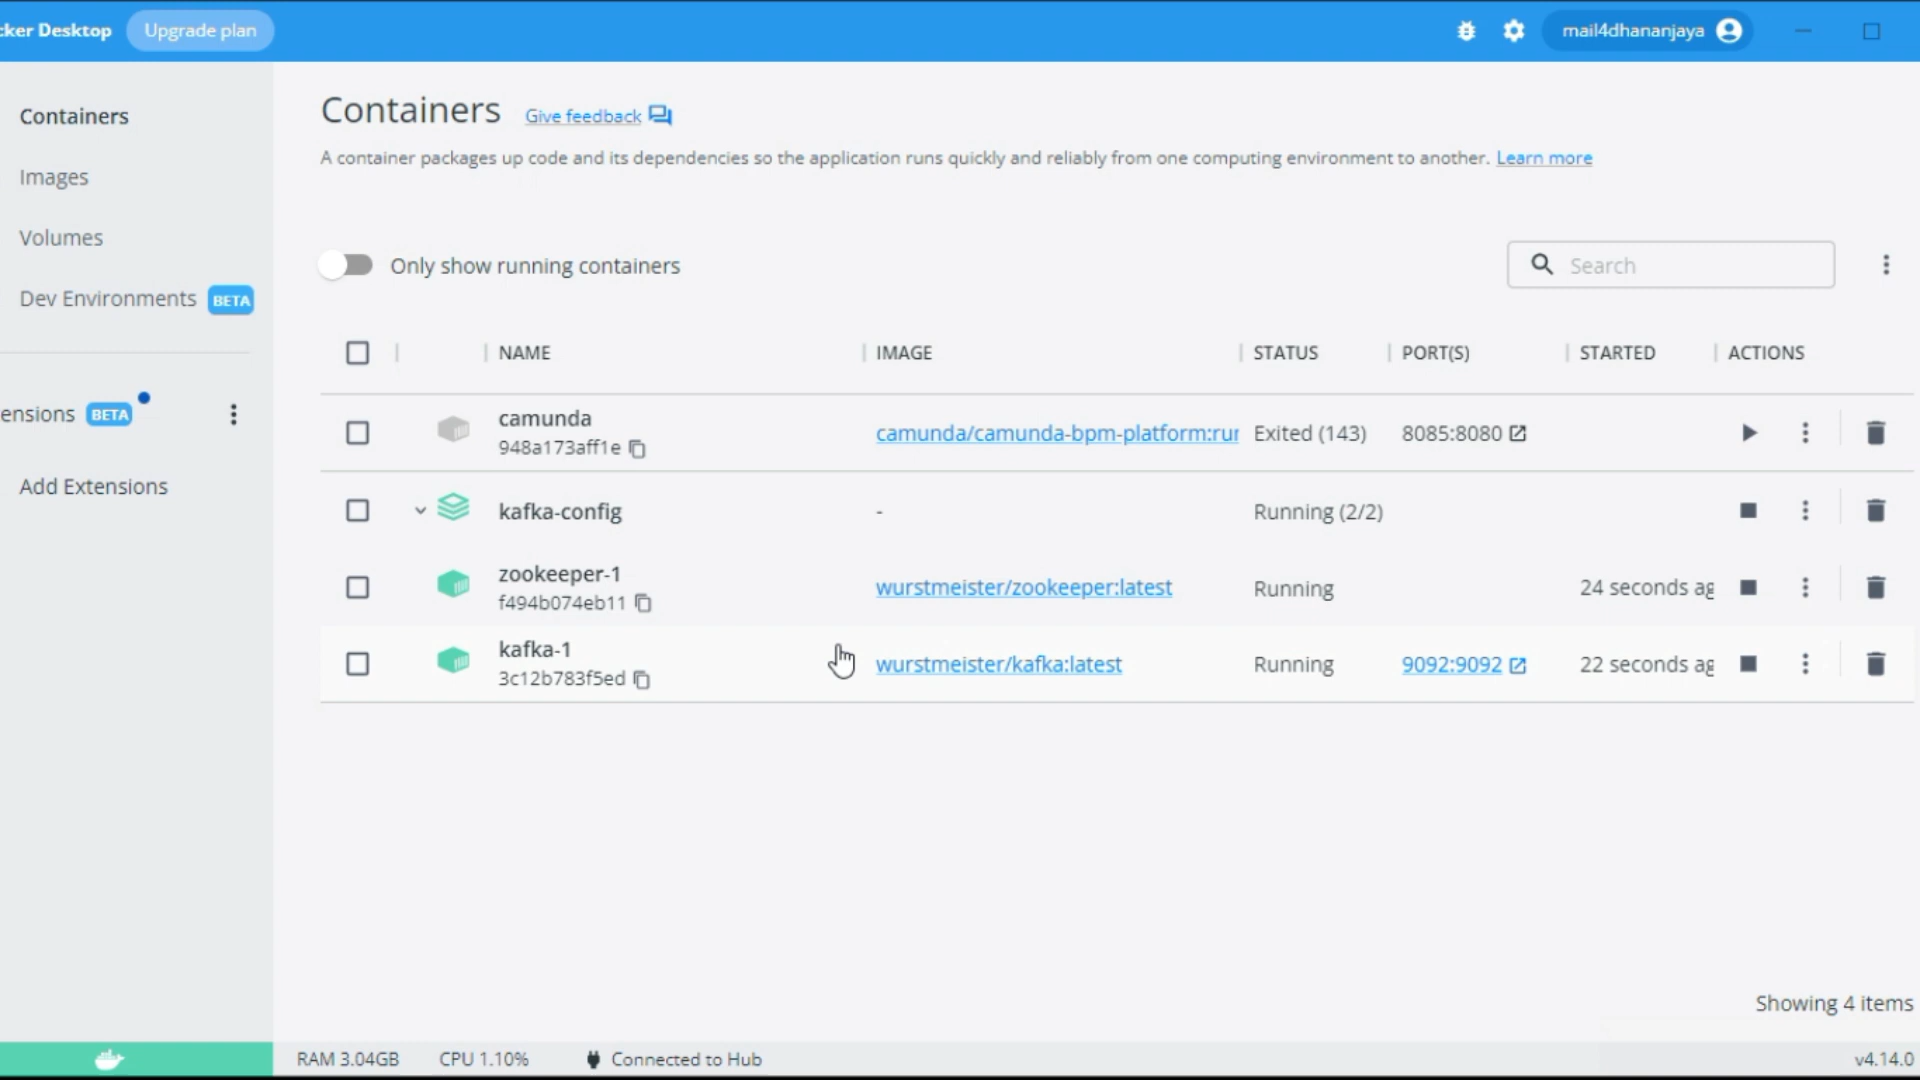 cker Desktop Upgrade plan mail4dhananjaya
Containers
Images
Volumes
Dev Environments BETA
ensions BETA
Add Extensions
Containers Give feedback
A container packages up code and its dependencies so the application runs quickly and reliably from one computing environment to another. Learn more
Only show running containers Search
NAME IMAGE STATUS PORT(S) STARTED ACTIONS
camunda
948a173aff1e camunda/camunda-bpm-platform:rur Exited (143) 8085:8080
kafka-config - Running (2/2)
zookeeper-1
f494b074eb11 wurstmeister/zookeeper:latest Running 24 seconds ag
kafka-1
3c12b783f5ed wurstmeister/kafka:latest Running 9092:9092 22 seconds ag
Showing 4 items
RAM 3.04GB CPU 1.10% Connected to Hub v4.14.0